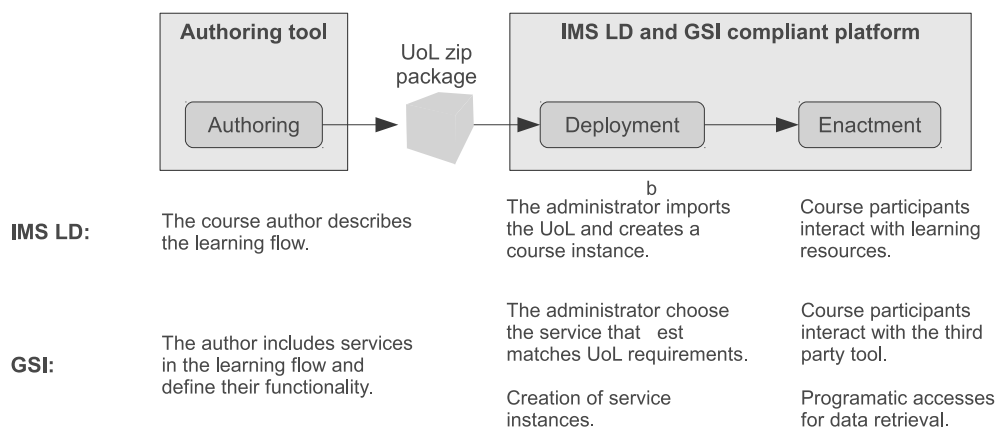 Authoring tool
IMS LD and GSI compliant platform
UoL zip
package
Authoring
Deployment
Enactment
b
IMS LD:
The course author describes
the learning flow.
The administrator imports
the UoL and creates a
course instance.
Course participants
interact with learning
resources.
GSI:
The author includes services
in the learning flow and
define their functionality.
The administrator choose
the service that est
matches UoL requirements.
Creation of service
instances.
Course participants
interact with the third
party tool.
Programatic accesses
for data retrieval.